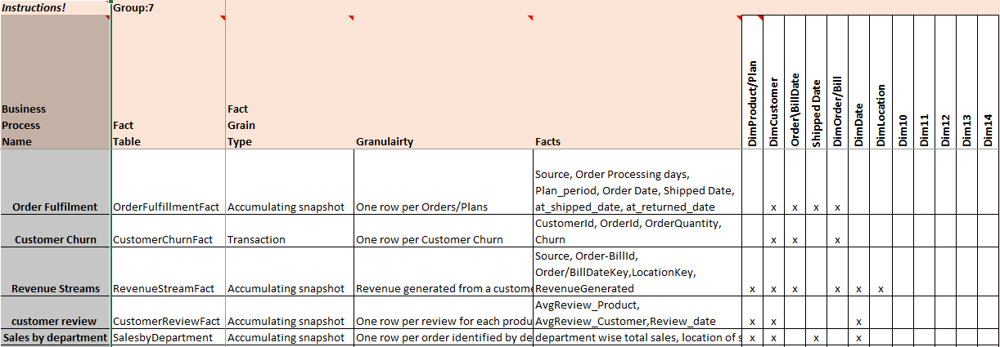 Instructions!
Group:7
Business
Process
Name
Fact
Table
Fact
Grain
Type
Granulairty
Facts
DimProduct/Plan
DimCustomer
Order\BillDate
Shipped Date
DimOrder/Bill
DimDate
DimLocation
Dim10
Dim11
Dim12
Dim13
Dim14
Order Fulfilment
OrderFulfillmentFact
Accumulating snapshot
One row per Orders/Plans
Source, Order Processing days,
Plan_period, Order Date, Shipped Date,
at_shipped_date, at_returned_date
x x x x
Customer Churn
CustomerChurnFact
Transaction
One row per Customer Churn
CustomerId, OrderId, OrderQuantity,
Churn
x x x
Revenue Streams
RevenueStreamFact
Accumulating snapshot
Revenue generated from a custome
Source, Order-BillId,
Order/BillDateKey,LocationKey,
RevenueGenerated
x x x x x x
customer review
CustomerReviewFact
Accumulating snapshot
One row per review for each produ
AvgReview_Product,
AvgReview_Customer,Review_date
x x x
Sales by department
SalesbyDepartment
Accumulating snapshot
One row per order identified by de
department wise total sales, location of s
x x x x